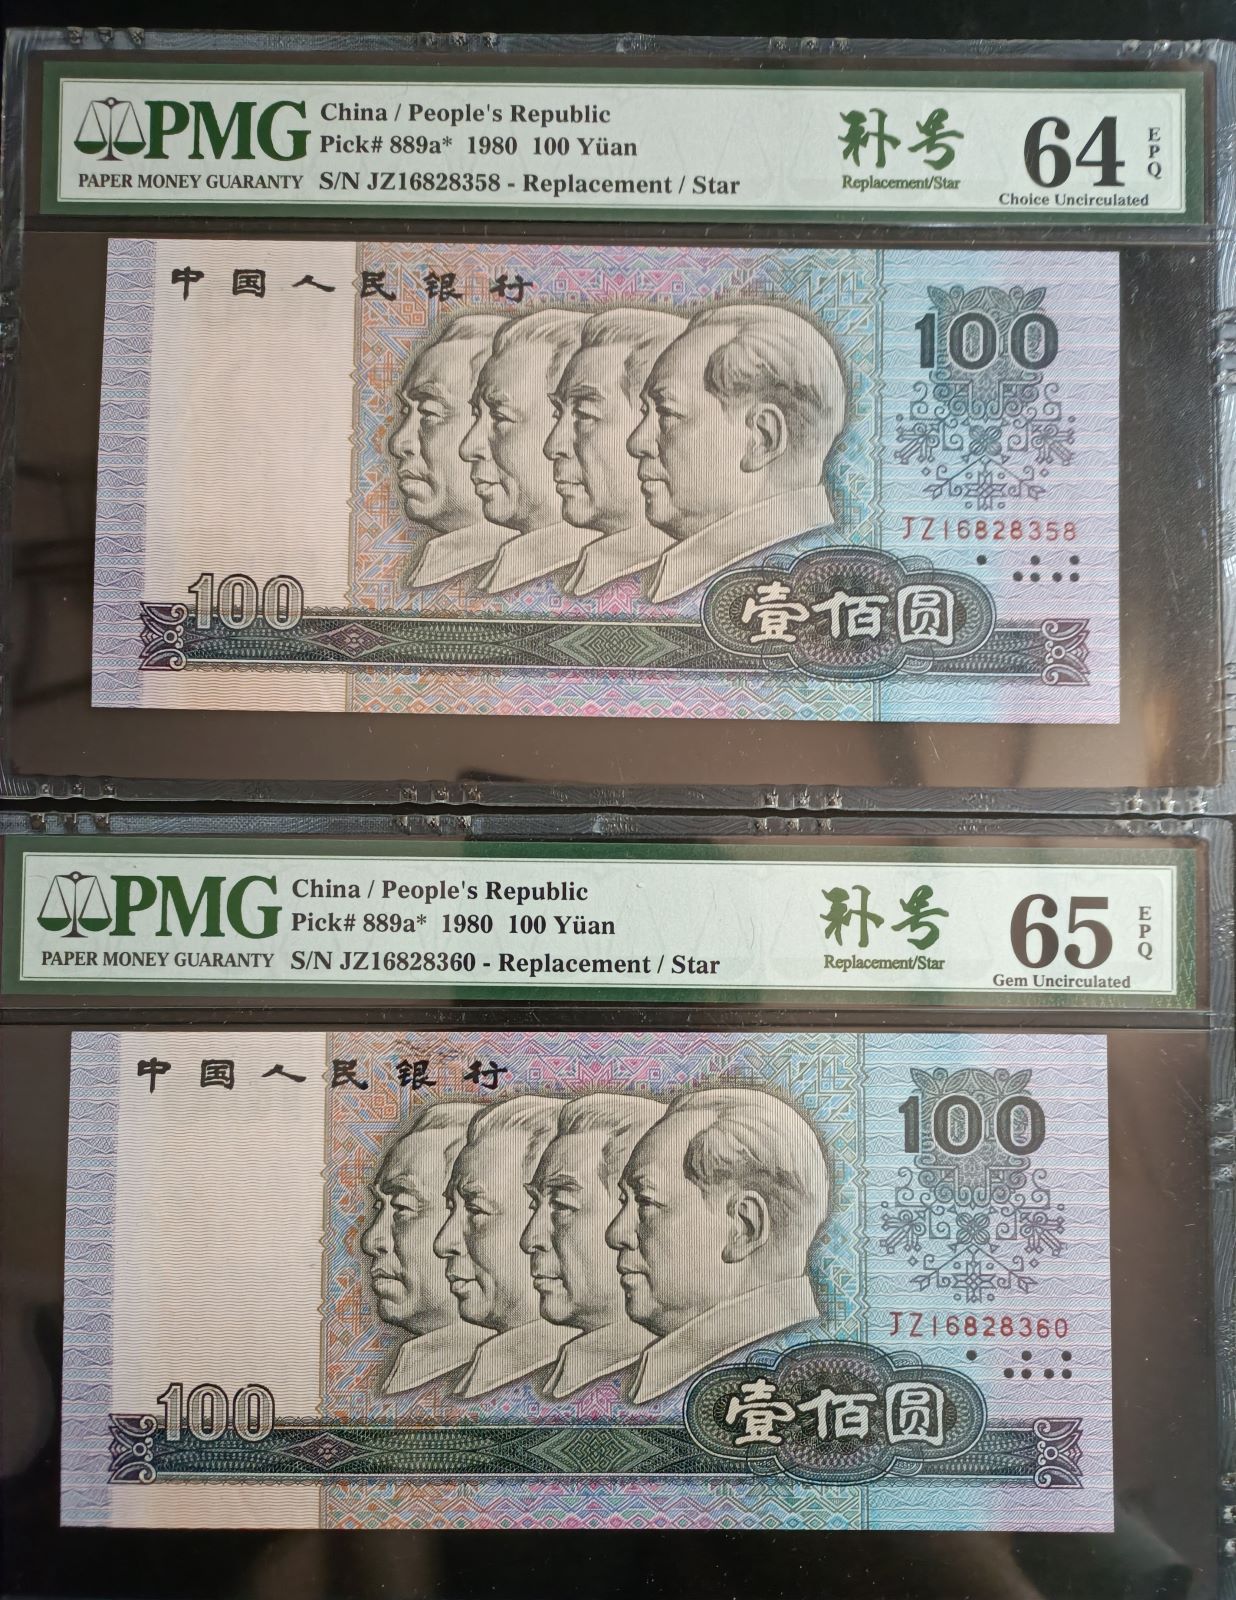 PMG
PAPER MONEY GUARANTY
China / People's Republic
Pick# 889a* 1980 100 Yüan
S/N JZ16828358 - Replacement / Star
补号
Replacement/Star
64
EPQ
Choice Uncirculated
中国人民银行
100
JZ16828358
100
壹佰圆
PMG
PAPER MONEY GUARANTY
China / People's Republic
Pick# 889a* 1980 100 Yüan
S/N JZ16828360 - Replacement / Star
补号
Replacement/Star
65
EPQ
Gem Uncirculated
中国人民银行
100
JZ16828360
100
壹佰圆